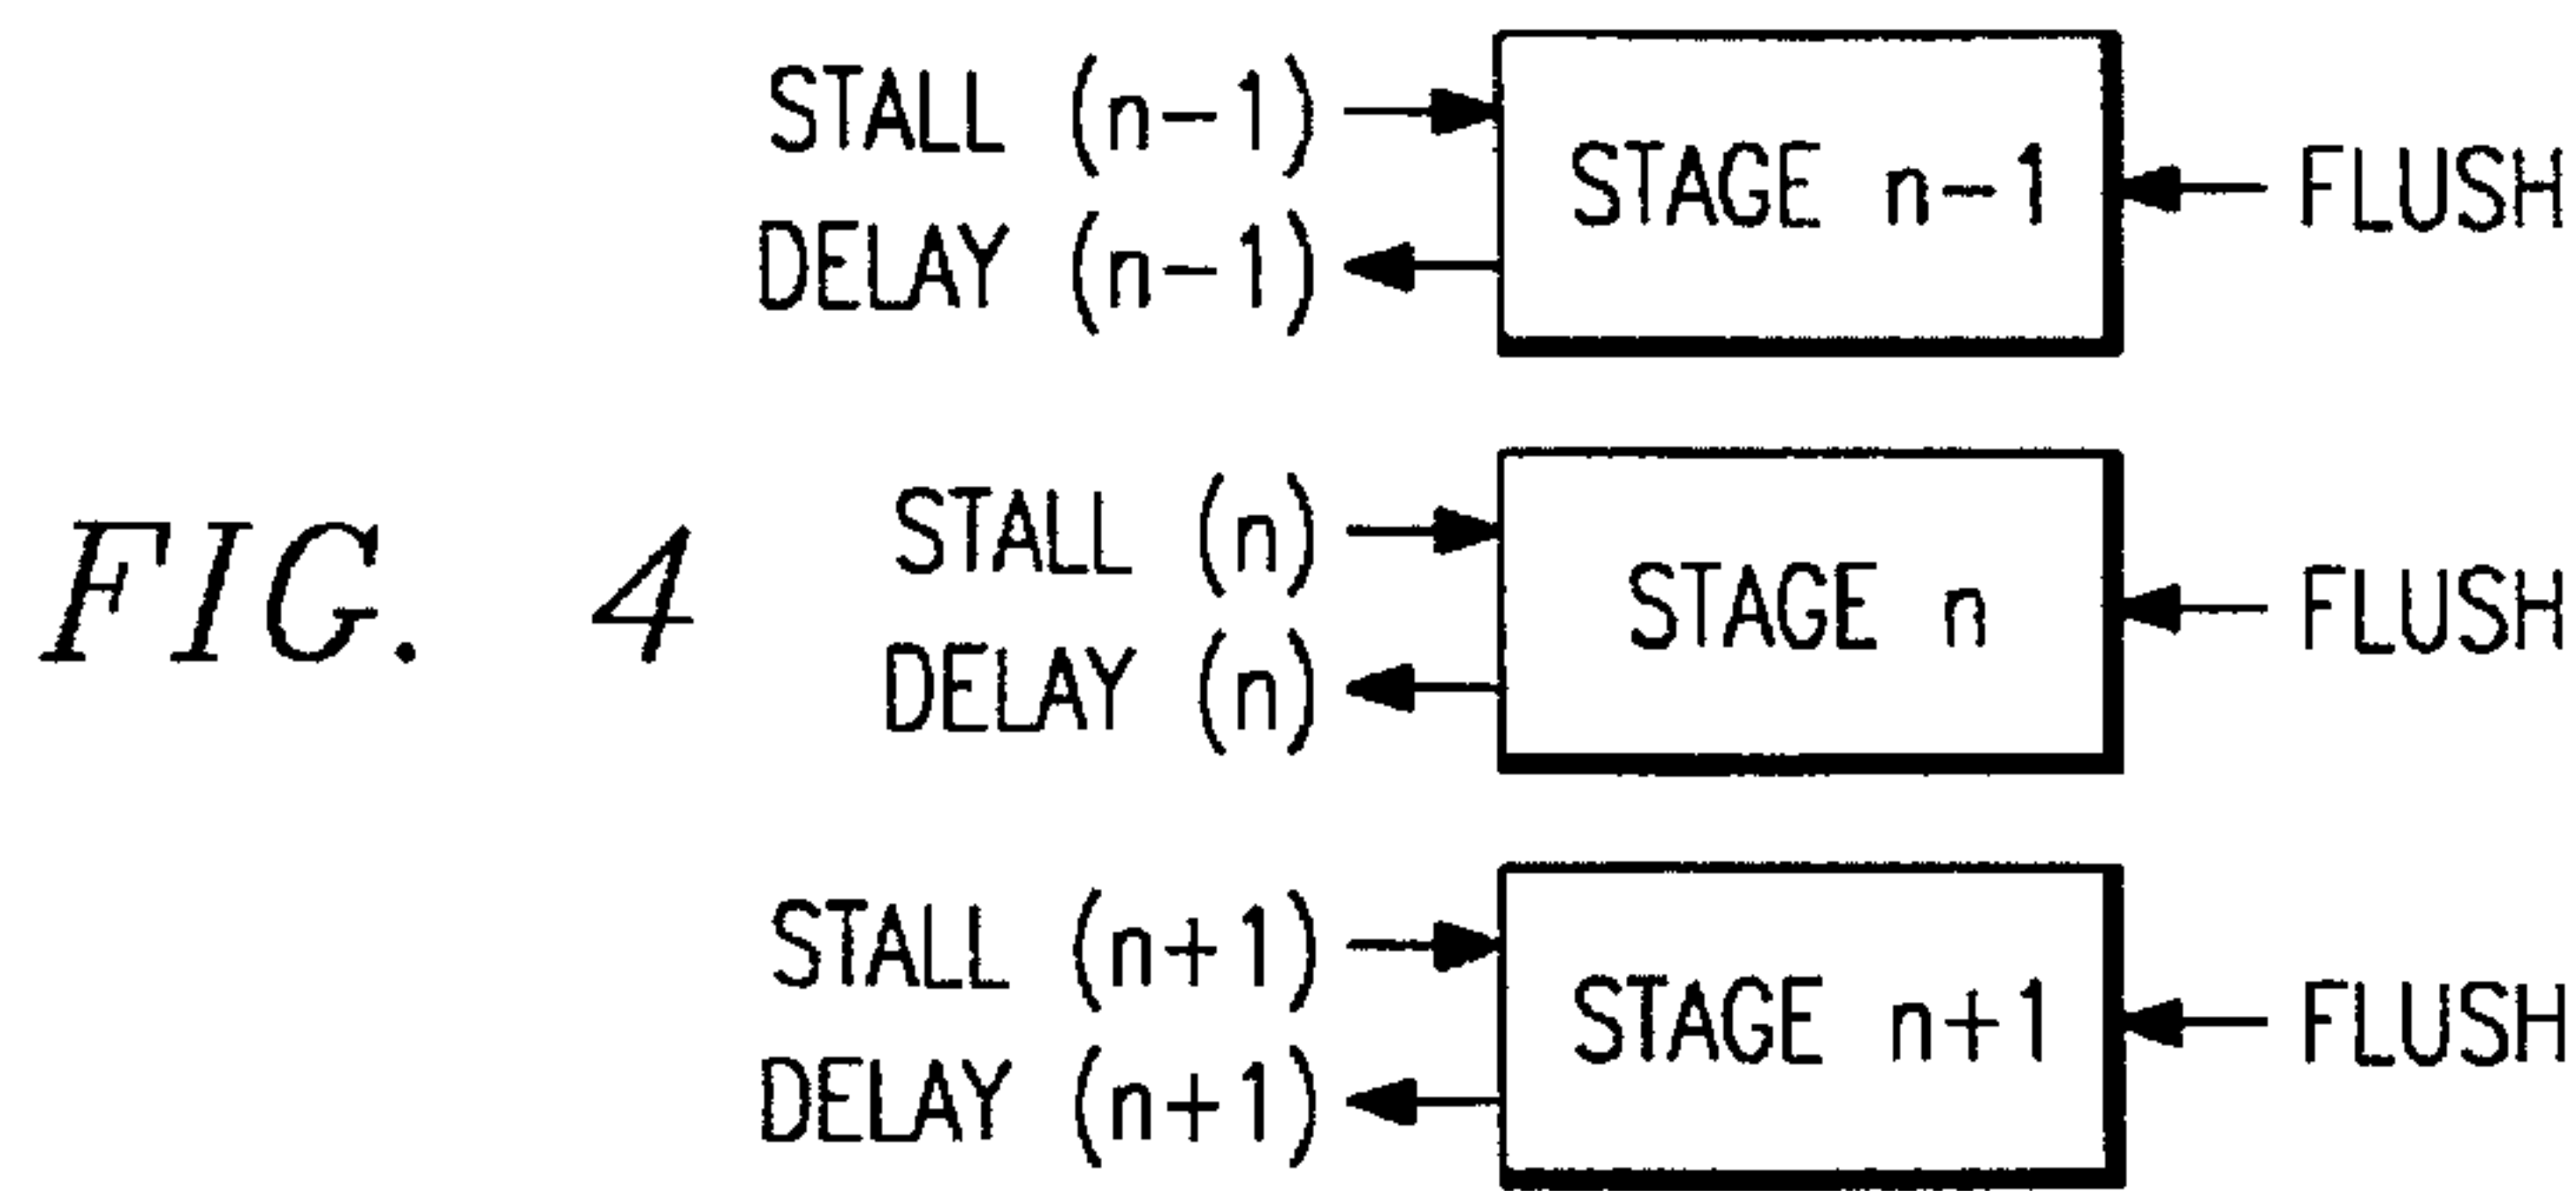 STALL (n-1)
DELAY (n-1)
STAGE n-1
FLUSH
FIG. 4
STALL (n)
DELAY (n)
STAGE n
FLUSH
STALL (n+1)
DELAY (n+1)
STAGE n+1
FLUSH